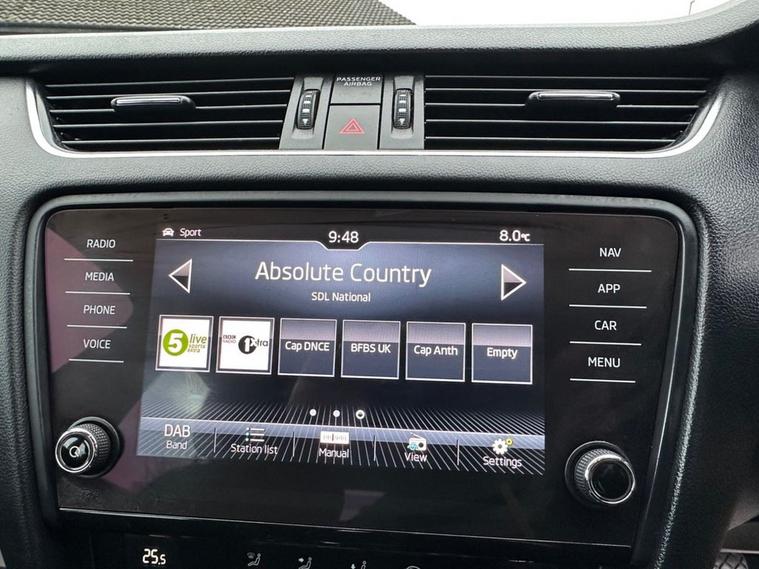 PASSENGER
AIRBAG
Sport
9:48
8.0°C
RADIO
MEDIA
PHONE
VOICE
Absolute Country
SDL National
5 live
sports
extra
BBC
RADIO
1Xtra
Cap DNCE
BFBS UK
Cap Anth
Empty
DAB
Band
Station list
Manual
View
Settings
NAV
APP
CAR
MENU
25.5